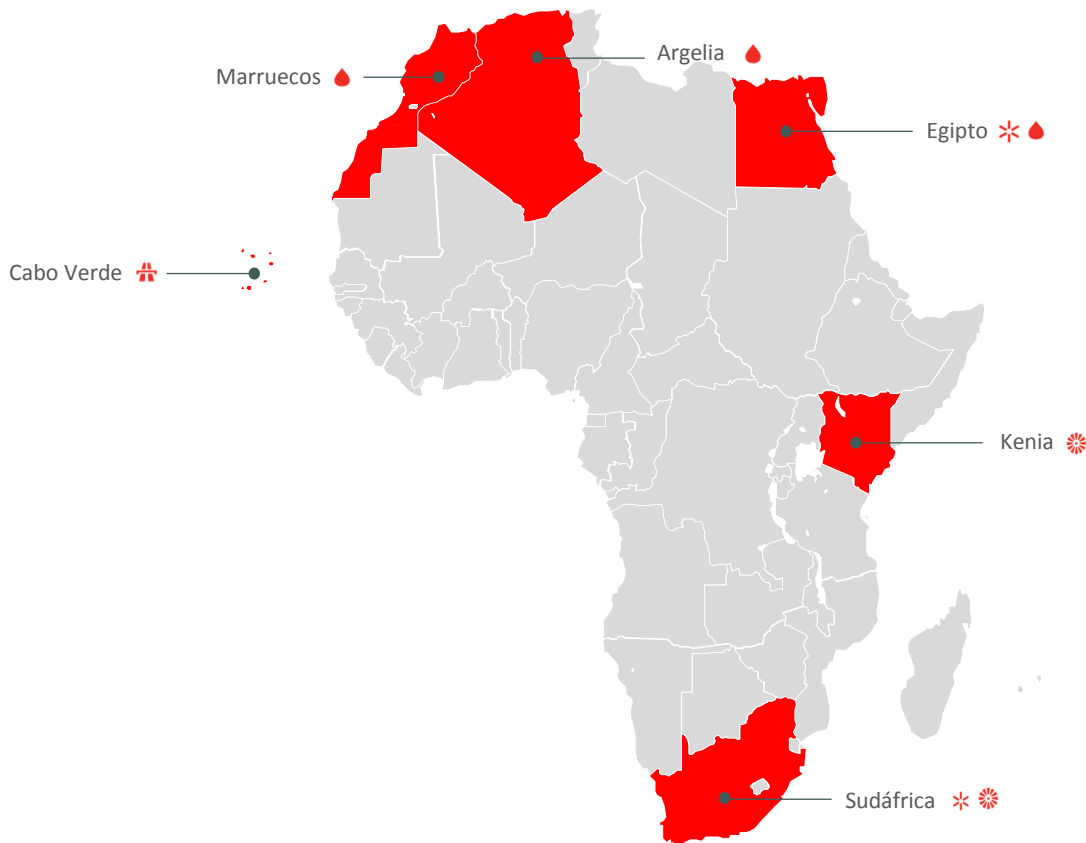 Argelia
Marruecos
Egipto
Cabo Verde
Kenia
Sudáfrica